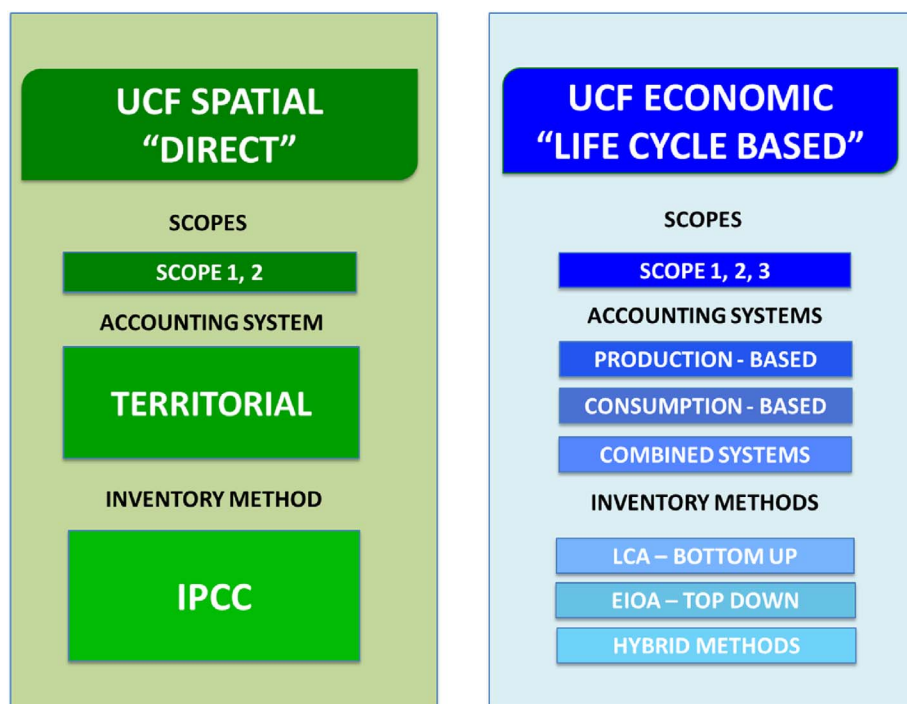 UCF SPATIAL
“DIRECT”
SCOPES
SCOPE 1, 2
ACCOUNTING SYSTEM
TERRITORIAL
INVENTORY METHOD
IPCC
UCF ECONOMIC
“LIFE CYCLE BASED”
SCOPES
SCOPE 1, 2, 3
ACCOUNTING SYSTEMS
PRODUCTION - BASED
CONSUMPTION - BASED
COMBINED SYSTEMS
INVENTORY METHODS
LCA – BOTTOM UP
EIOA – TOP DOWN
HYBRID METHODS